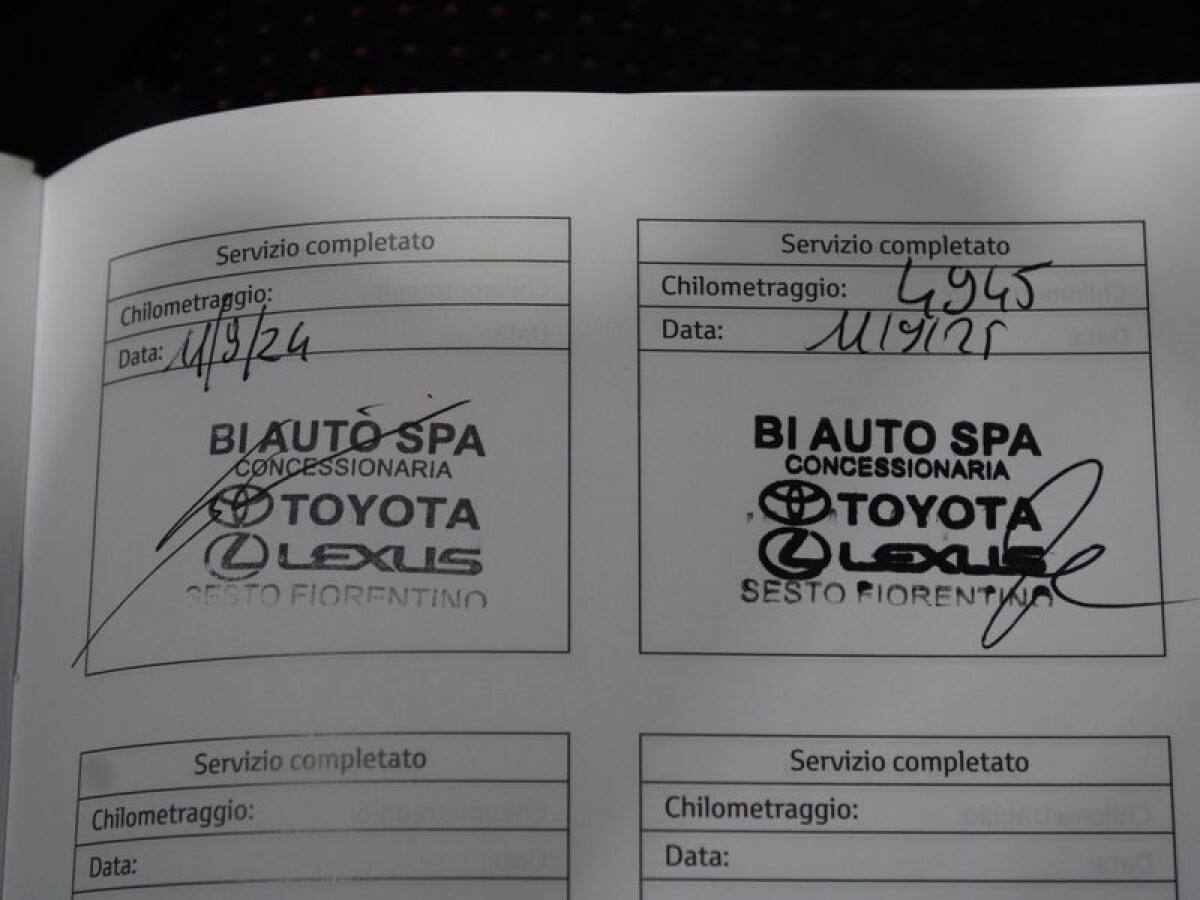 Servizio completato
Chilometraggio:
Data: 11/9/24
BI AUTO SPA
CONCESSIONARIA
TOYOTA
LEXUS
SESTO FIORENTINO
Servizio completato
Chilometraggio: 4945
Data: 11/9/25
BI AUTO SPA
CONCESSIONARIA
TOYOTA
LEXUS
SESTO FIORENTINO
Servizio completato
Chilometraggio:
Data:
Servizio completato
Chilometraggio:
Data: